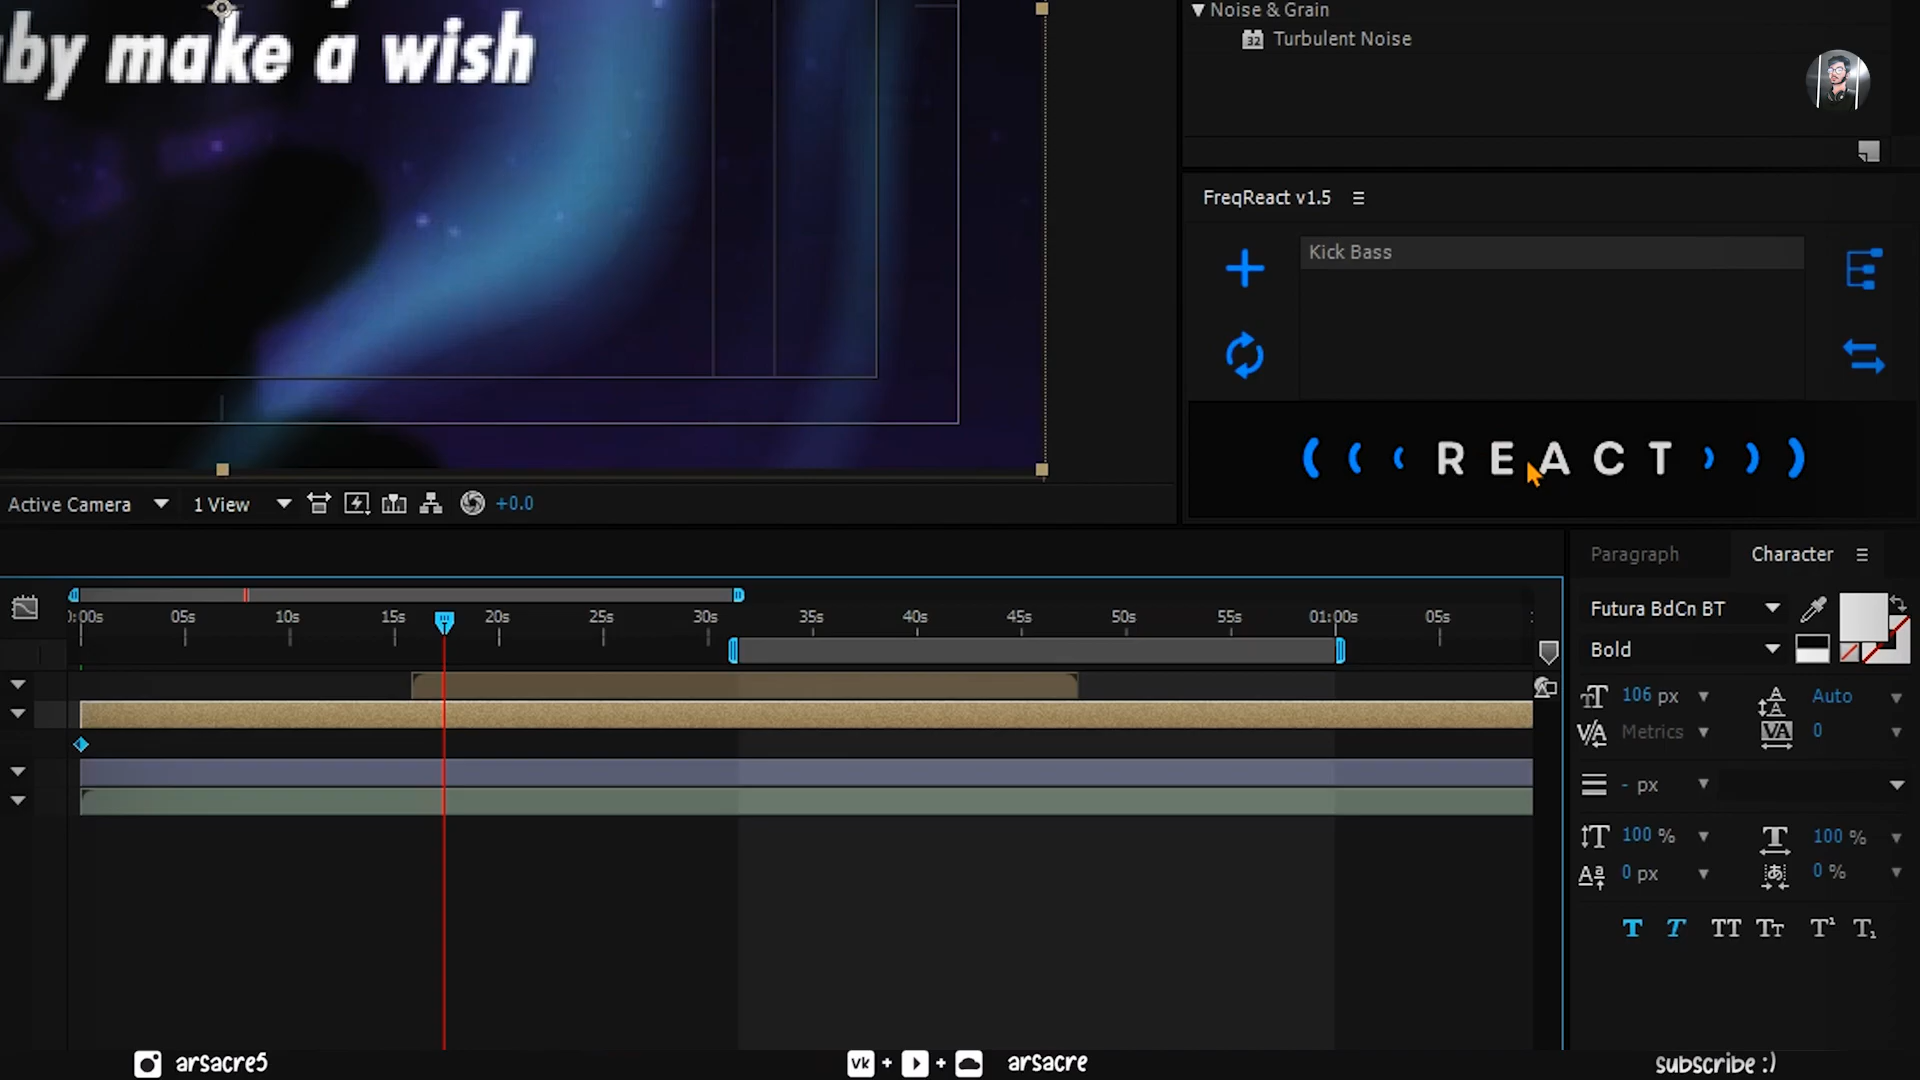 by make a wish
Noise & Grain
32 Turbulent Noise
FreqReact v1.5
Kick Bass
REACT
Active Camera 1 View +0.0
Paragraph Character
:00s 05s 10s 15s 20s 25s 30s 35s 40s 45s 50s 55s 01:00s 05s
Futura BdCn BT
Bold
106 px Auto
Metrics 0
- px
100 % 100 %
0 px 0 %
T T TT Tt T¹ T₁
arsacre5 vk + + arsacre subscribe :)